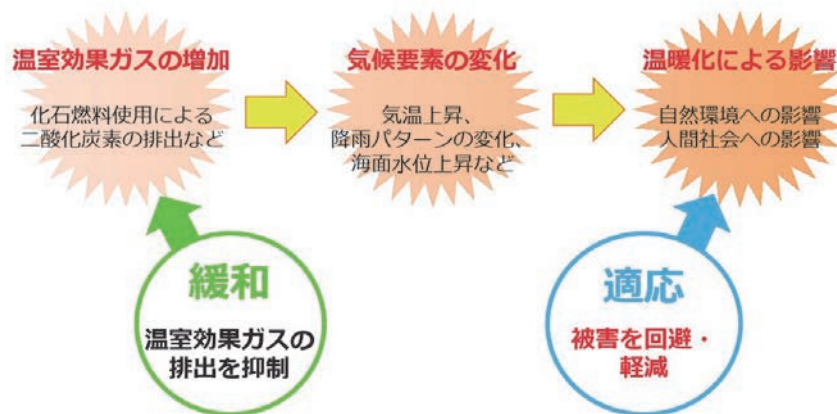 温室効果ガスの増加
化石燃料使用による
二酸化炭素の排出など
気候要素の変化
気温上昇、
降雨パターンの変化、
海面水位上昇など
温暖化による影響
自然環境への影響
人間社会への影響
緩和
温室効果ガスの
排出を抑制
適応
被害を回避・
軽減